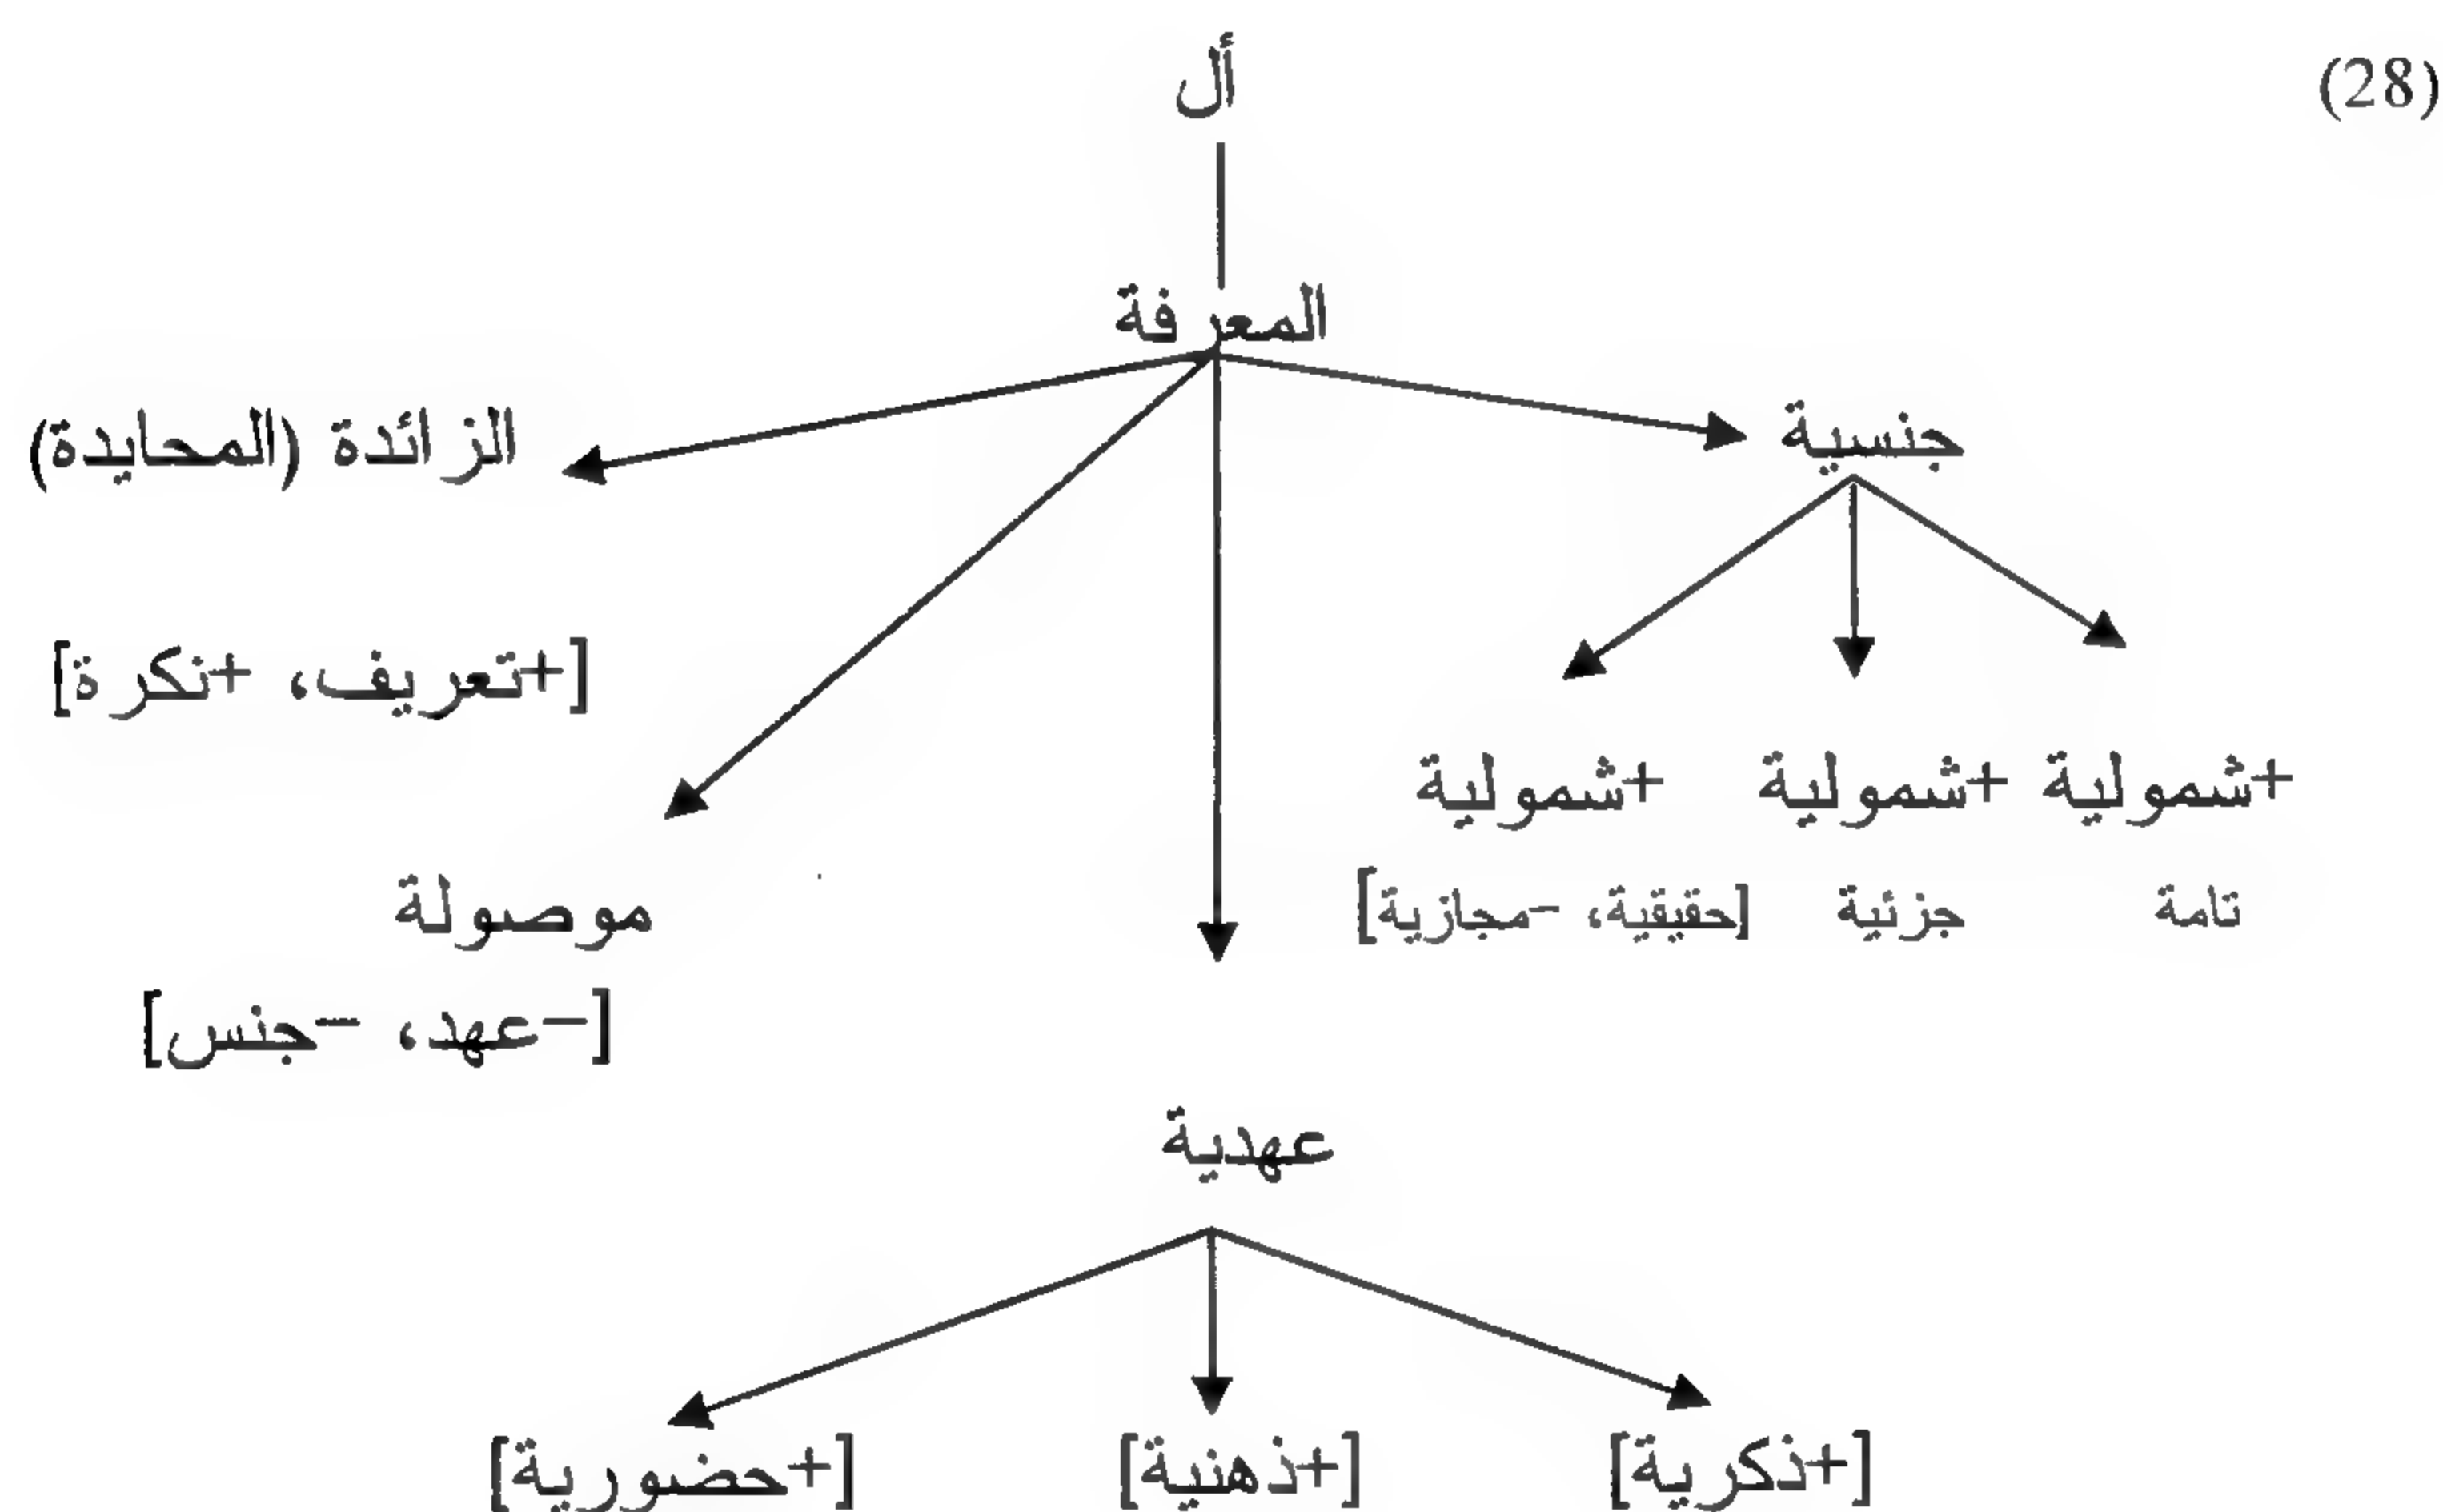 (28)
أل
المعرفة
جنسية
الزائدة (المحايدة)
[+تعريف، +نكرة]
+شمولية +شمولية +شمولية
تامة جزئية [حقيقية، -مجازية]
موصولة
[-عهد، -جنس]
عهدية
[+ذكرية] [+ذهنية] [+حضورية]